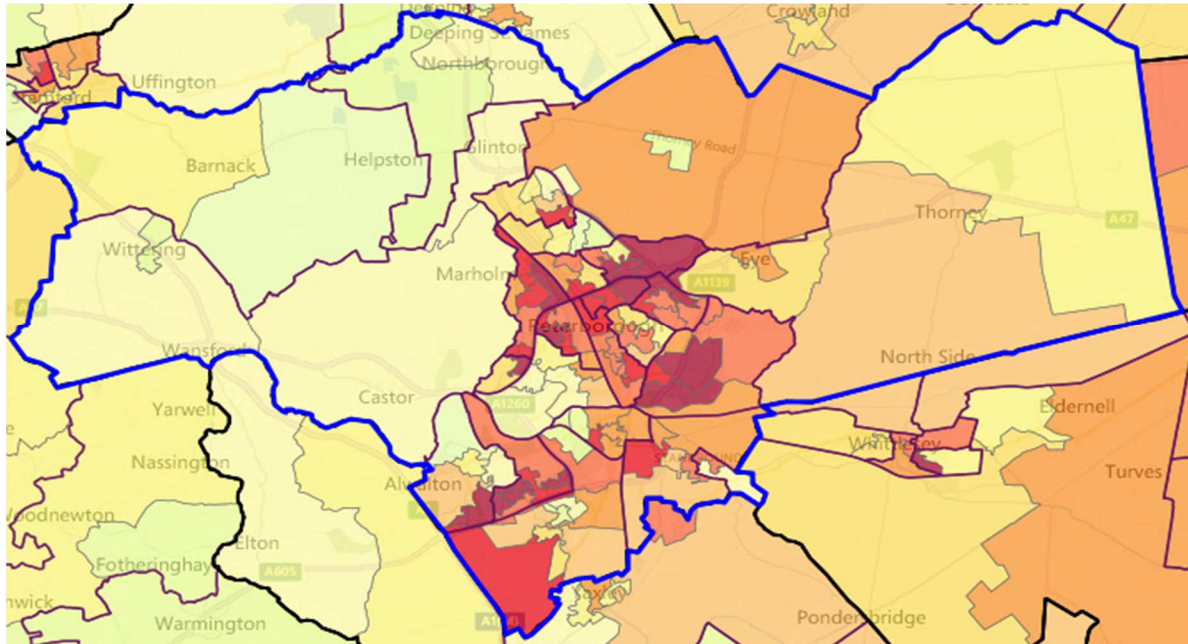 Crowland
Deeping St. James
Northborough
Uffington
Stamford
Thorney Road
Barnack
Helpston
Glinton
Thorney
A47
Wittering
Marholm
Eye
A1139
Peterborough
Wansford
North Side
Castor
A1260
Yarwell
Eldernell
Whittlesey
Nassington
Alwalton
Turves
Woodnewton
Elton
Fotheringhay
A605
Yaxley
Warmington
Pondersbridge